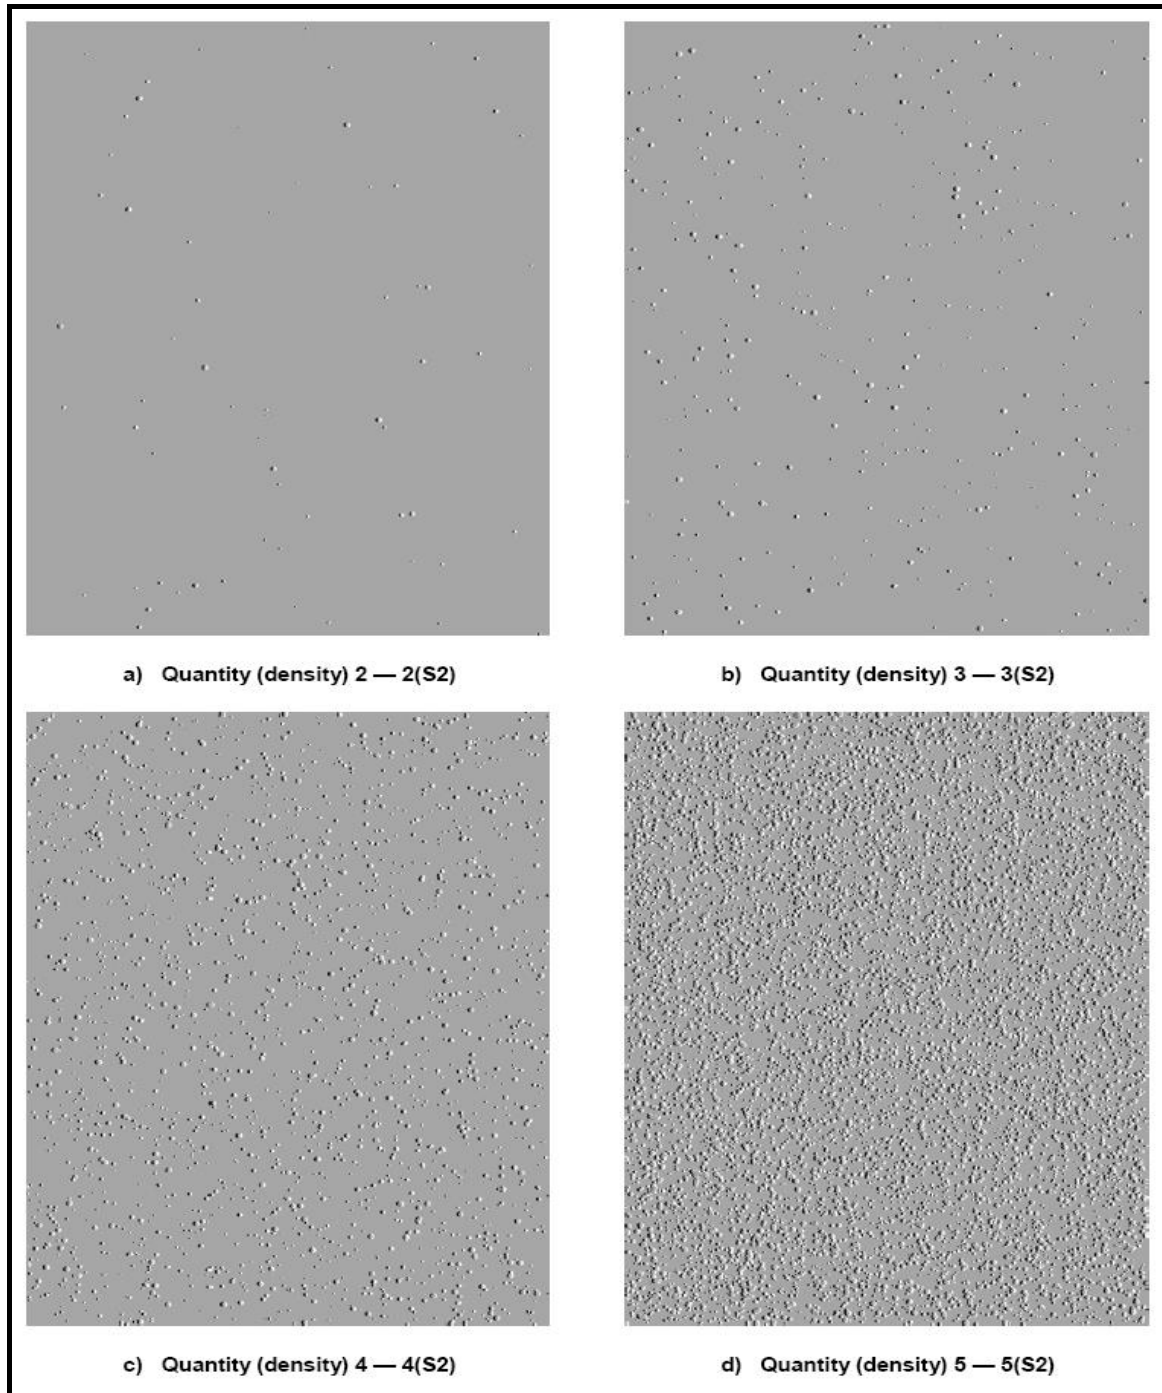 a) Quantity (density) 2 — 2(S2)
b) Quantity (density) 3 — 3(S2)
c) Quantity (density) 4 — 4(S2)
d) Quantity (density) 5 — 5(S2)